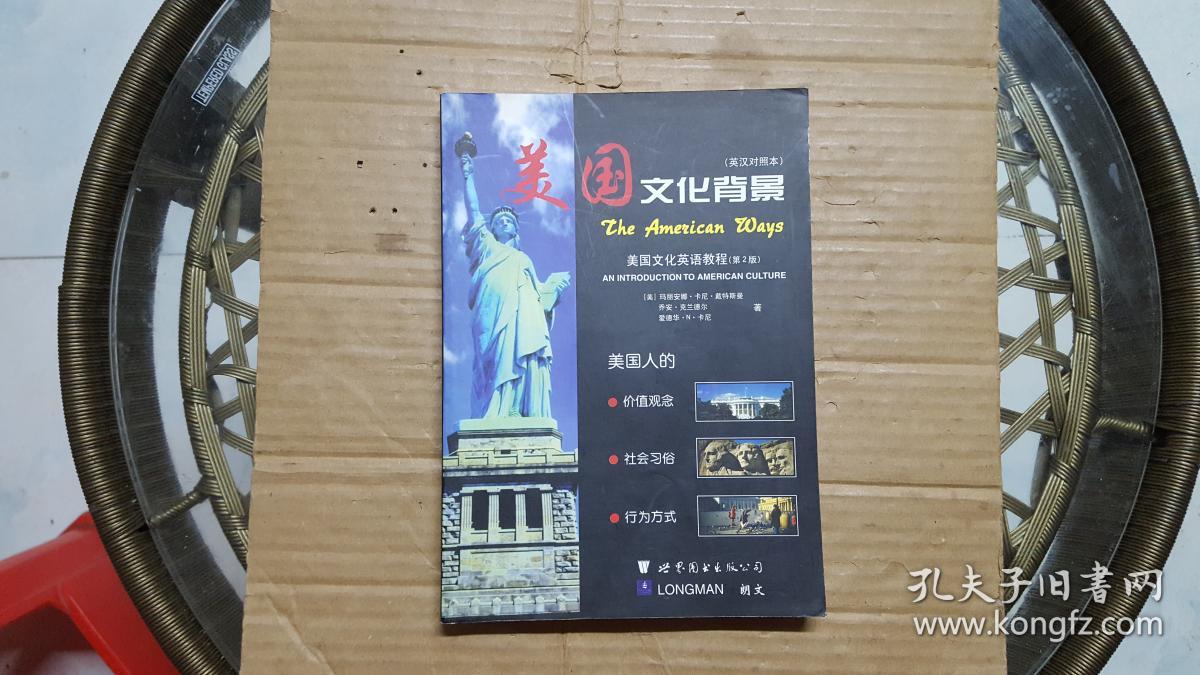 TEMPERED GLASS
(英汉对照本)
美国文化背景
The American Ways
美国文化英语教程(第2版)
AN INTRODUCTION TO AMERICAN CULTURE
[美] 玛丽安娜·卡尼·戴特斯曼
乔安·克兰德尔
爱德华·N·卡尼
著
美国人的
● 价值观念
● 社会习俗
● 行为方式
世界图书出版公司
LONGMAN 朗文
孔夫子旧书网
www.kongfz.com